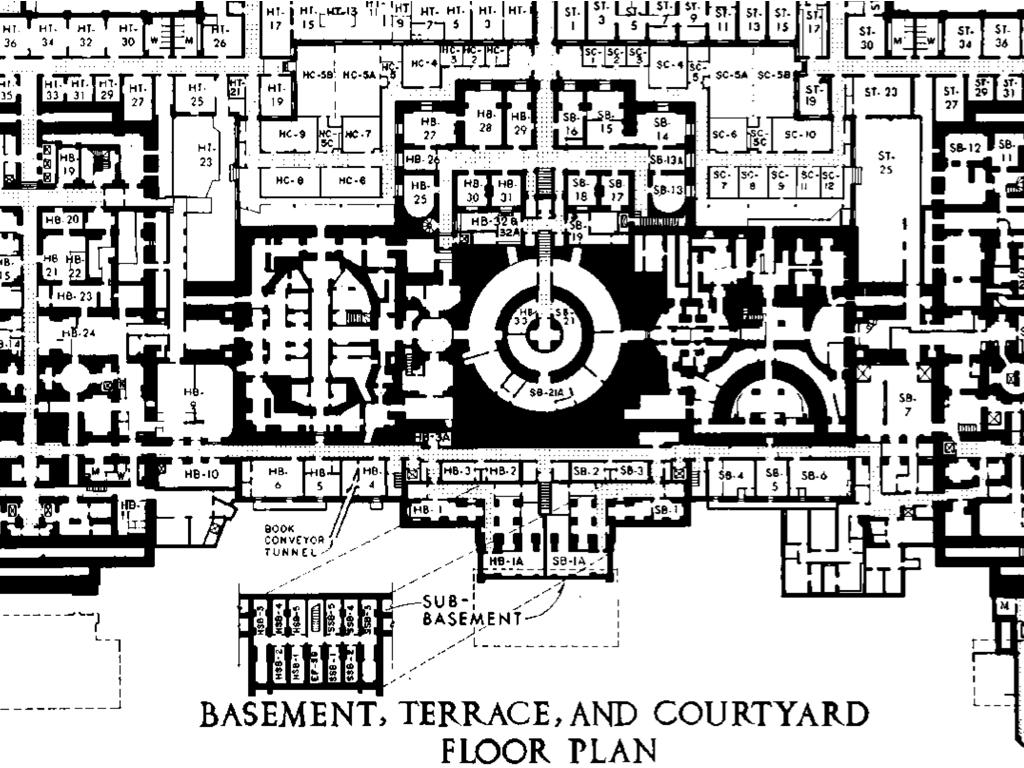 HT-36
HT-34
HT-32
HT-30
W
M
HT-26
HT-17
HT-15
HT-13
11
HT-9
HT-7
HT-5
HT-3
HT-1
ST-1
ST-3
ST-5
ST-7
ST-9
ST-11
ST-13
ST-15
ST-17
ST-30
M
W
ST-34
ST-36
HC-5B
HC-5A
HC-5
HC-4
HC-3
HC-2
HC-1
SC-1
SC-2
SC-3
SC-4
SC-5
SC-5A
SC-5B
35
HT-33
HT-31
HT-29
HT-27
HT-25
HT-21
HT-19
ST-19
ST-23
ST-27
ST-29
ST-31
HC-9
HC-5C
HC-7
HB-27
HB-28
HB-29
SB-16
SB-15
SB-14
SC-6
SC-5C
SC-10
HB-19
HT-23
HB-26
SB-13A
ST-25
SB-12
SB-11
HC-8
HC-6
HB-25
HB-30
HB-31
SB-18
SB-17
SB-13
SC-7
SC-8
SC-9
SC-11
SC-12
HB-20
HB-32 &
32A
SB-19
HB-21
HB-22
HB-23
HB-24
HB-33
SB-21
SB-21A
HB-9
SB-7
HB-3A
HB-10
HB-6
HB-5
HB-4
HB-3
HB-2
SB-2
SB-3
SB-4
SB-5
SB-6
M
W
HB-11
HB-1
SB-1
BOOK
CONVEYOR
TUNNEL
HB-1A
SB-1A
HSB-3
HSB-4
HSB-5
SSB-5
SSB-4
SSB-3
SUB-
BASEMENT
HSB-2
HSB-1
EF-SB
SSB-1
SSB-2
M
BASEMENT, TERRACE, AND COURTYARD
FLOOR PLAN